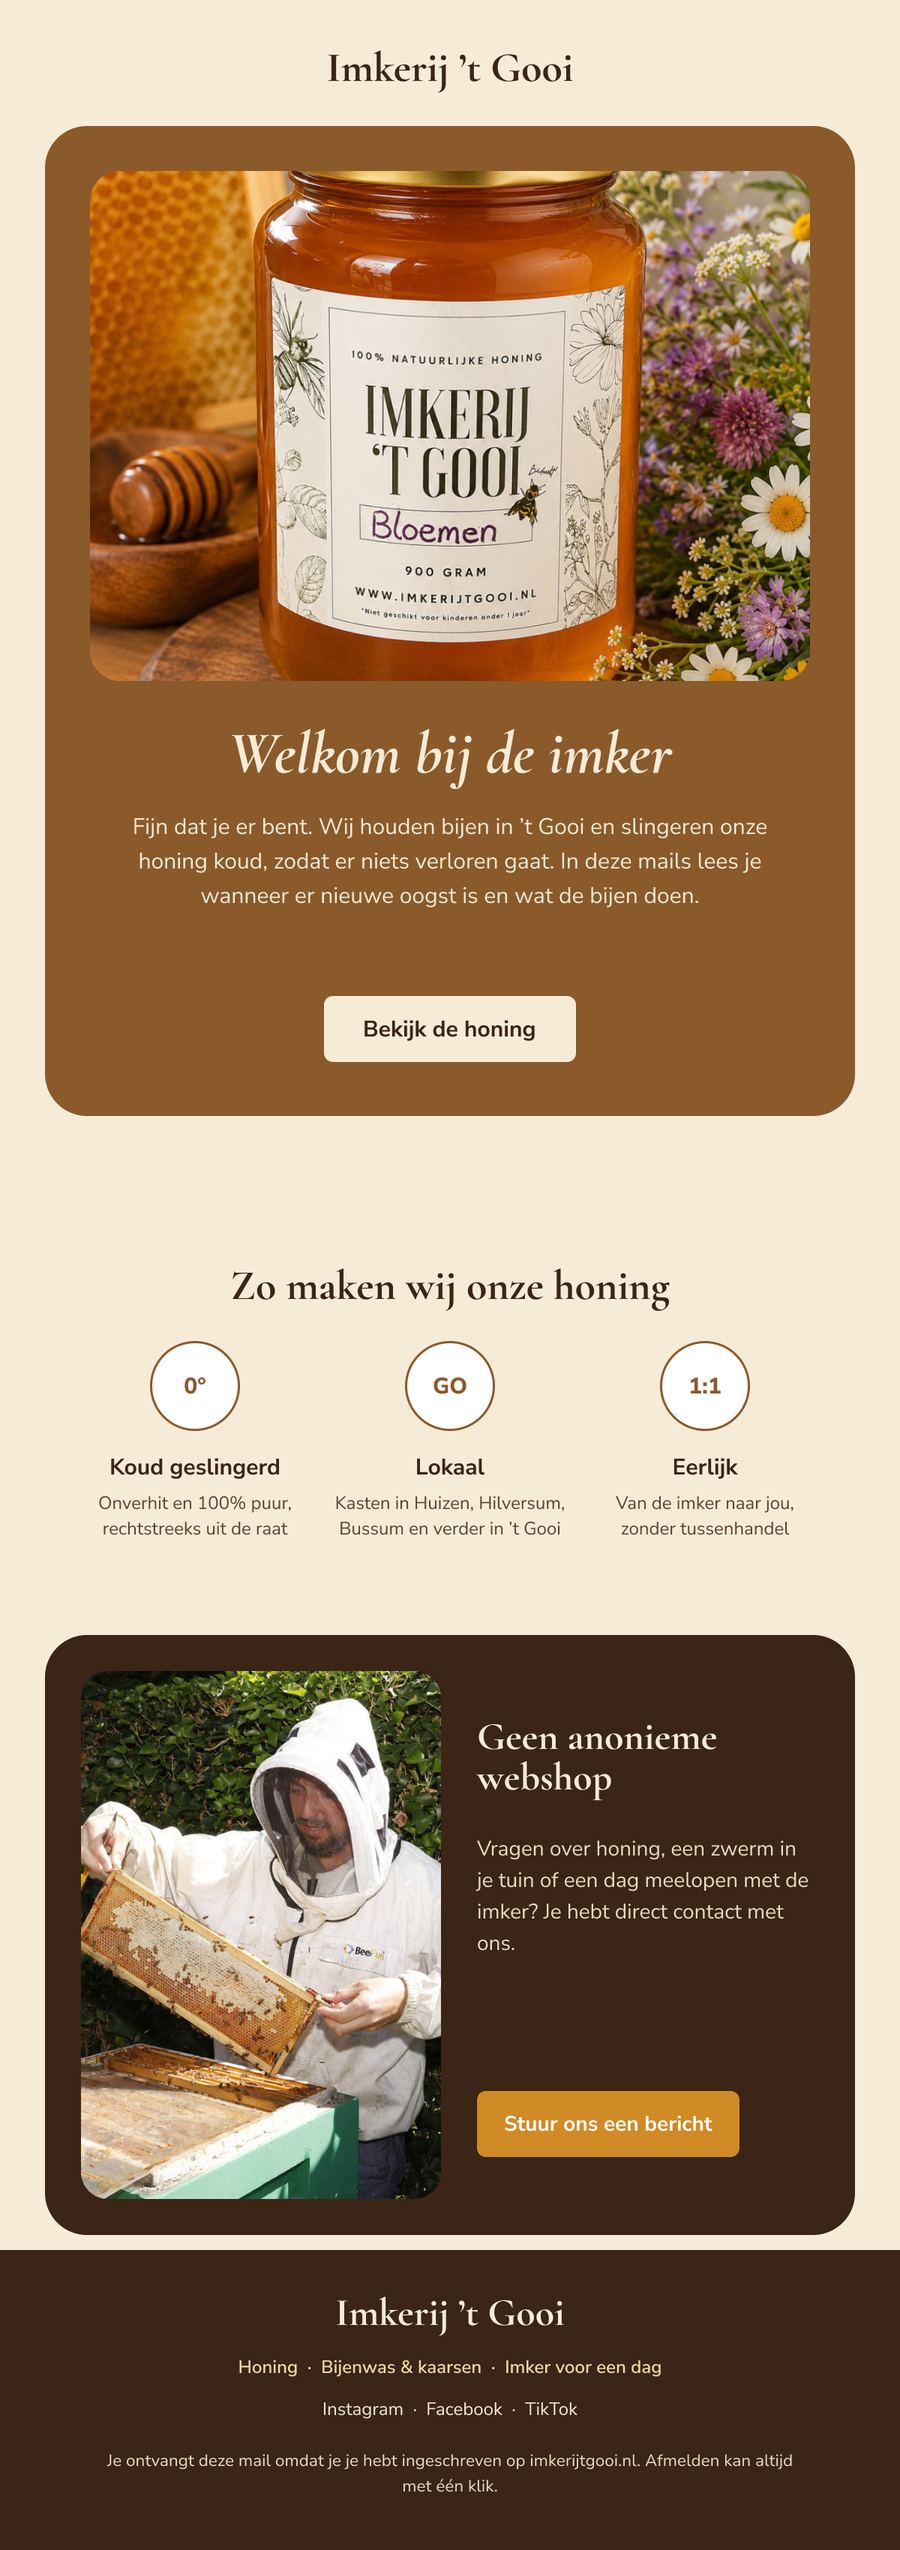 Imkerij ’t Gooi
100% NATUURLIJKE HONING
IMKERIJ
‘T GOOI
Bloemen
900 GRAM
WWW.IMKERIJTGOOI.NL
"Niet geschikt voor kinderen onder 1 jaar"
Welkom bij de imker
Fijn dat je er bent. Wij houden bijen in ’t Gooi en slingeren onze
honing koud, zodat er niets verloren gaat. In deze mails lees je
wanneer er nieuwe oogst is en wat de bijen doen.
Bekijk de honing
Zo maken wij onze honing
0°
GO
1:1
Koud geslingerd
Lokaal
Eerlijk
Onverhit en 100% puur,
rechtstreeks uit de raat
Kasten in Huizen, Hilversum,
Bussum en verder in ’t Gooi
Van de imker naar jou,
zonder tussenhandel
Geen anonieme
webshop
Vragen over honing, een zwerm in
je tuin of een dag meelopen met de
imker? Je hebt direct contact met
ons.
Stuur ons een bericht
Imkerij ’t Gooi
Honing · Bijenwas & kaarsen · Imker voor een dag
Instagram · Facebook · TikTok
Je ontvangt deze mail omdat je je hebt ingeschreven op imkerijtgooi.nl. Afmelden kan altijd
met één klik.